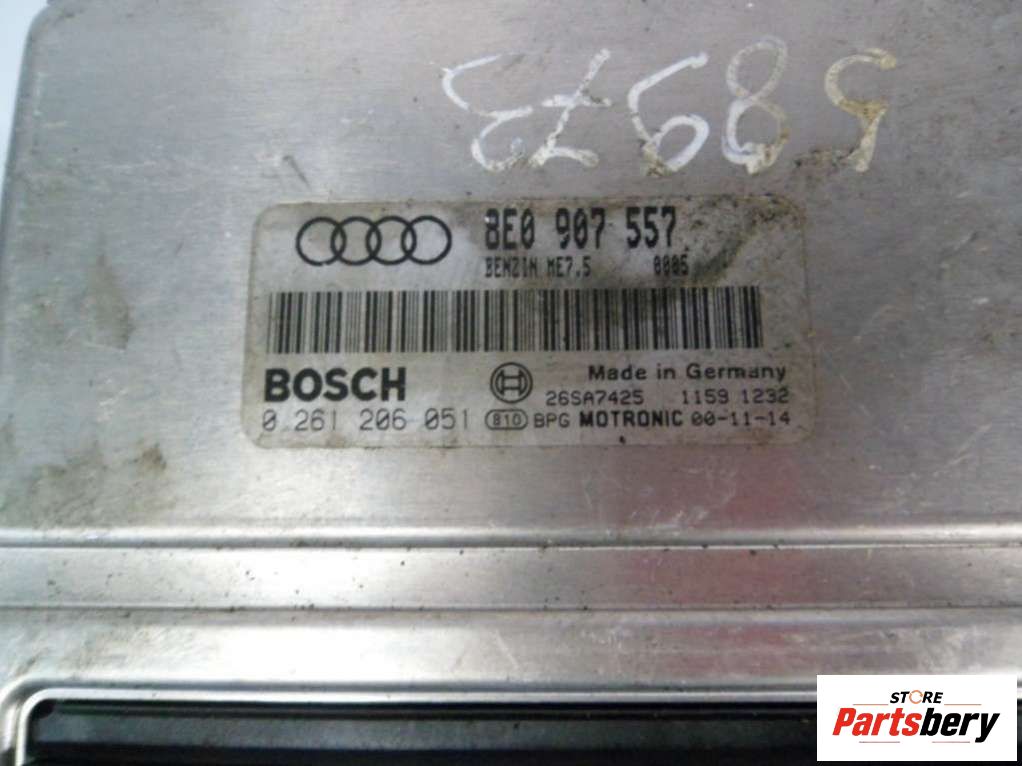 58973
8E0 907 557
BENZIN ME7.5 0005
BOSCH
Made in Germany
26SA7425 1159 1232
0 261 206 051 810 BPG MOTRONIC 00-11-14
STORE
Partsbery